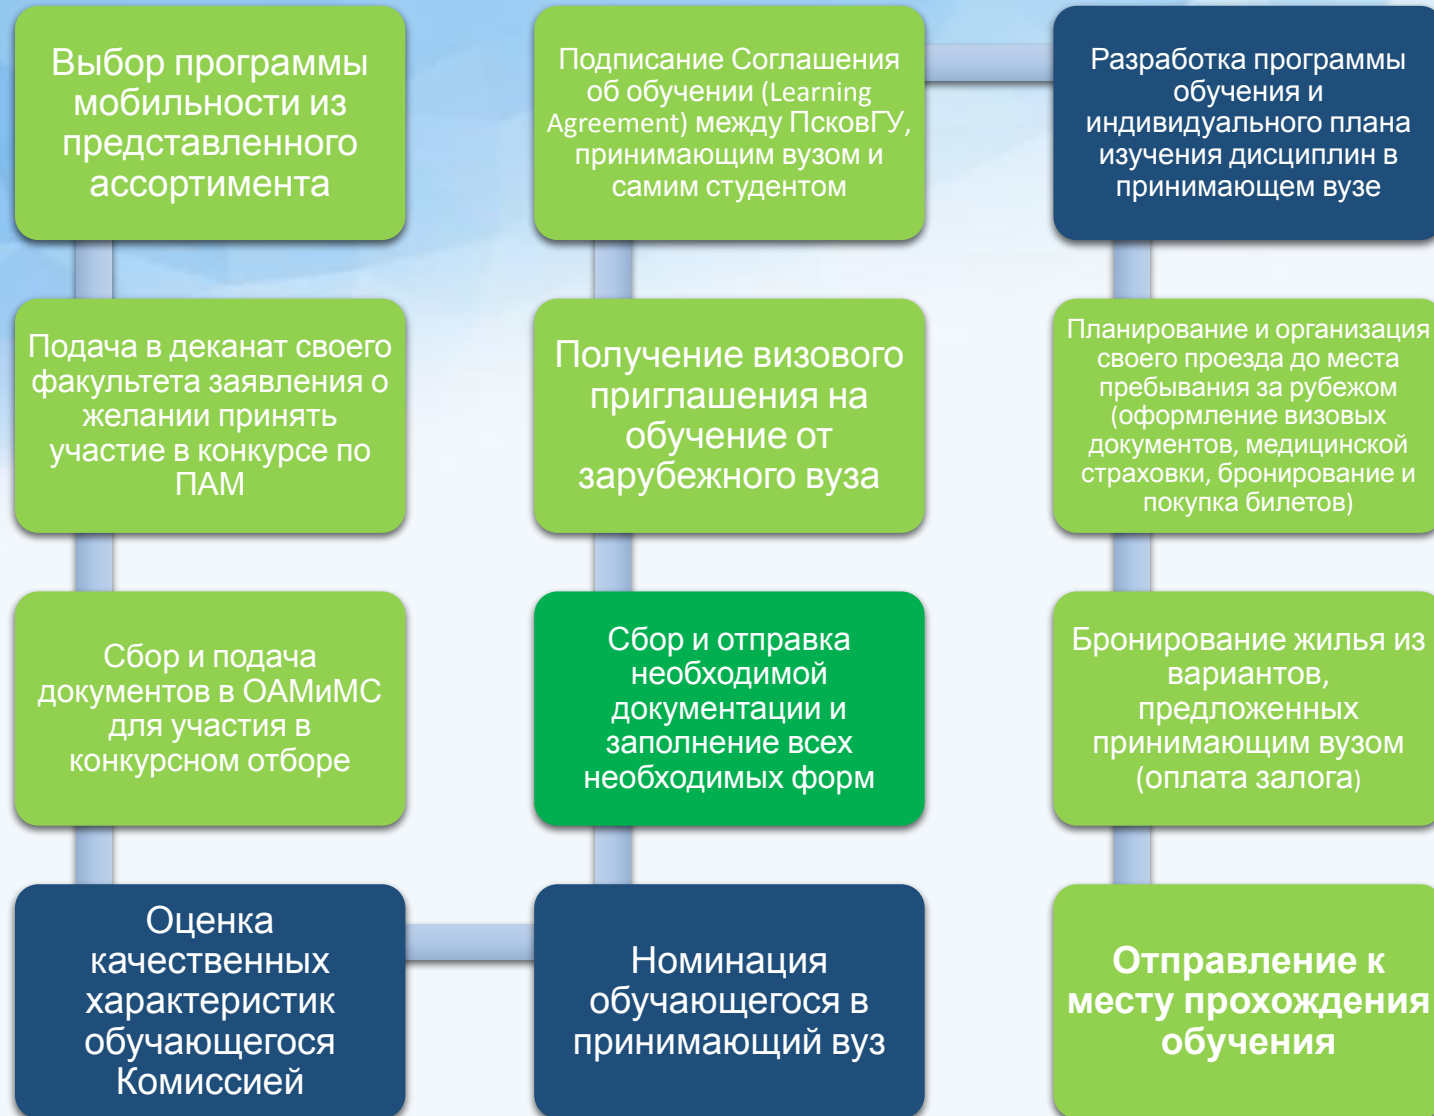 Выбор программы
мобильности из
представленного
ассортимента
Подача в деканат своего
факультета заявления о
желании принять
участие в конкурсе по
ПАМ
Сбор и подача
документов в ОАМиМС
для участия в
конкурсном отборе
Оценка
качественных
характеристик
обучающегося
Комиссией
Номинация
обучающегося в
принимающий вуз
Сбор и отправка
необходимой
документации и
заполнение всех
необходимых форм
Получение визового
приглашения на
обучение от
зарубежного вуза
Подписание Соглашения
об обучении (Learning
Agreement) между ПсковГУ,
принимающим вузом и
самим студентом
Разработка программы
обучения и
индивидуального плана
изучения дисциплин в
принимающем вузе
Планирование и организация
своего проезда до места
пребывания за рубежом
(оформление визовых
документов, медицинской
страховки, бронирование и
покупка билетов)
Бронирование жилья из
вариантов,
предложенных
принимающим вузом
(оплата залога)
Отправление к
месту прохождения
обучения